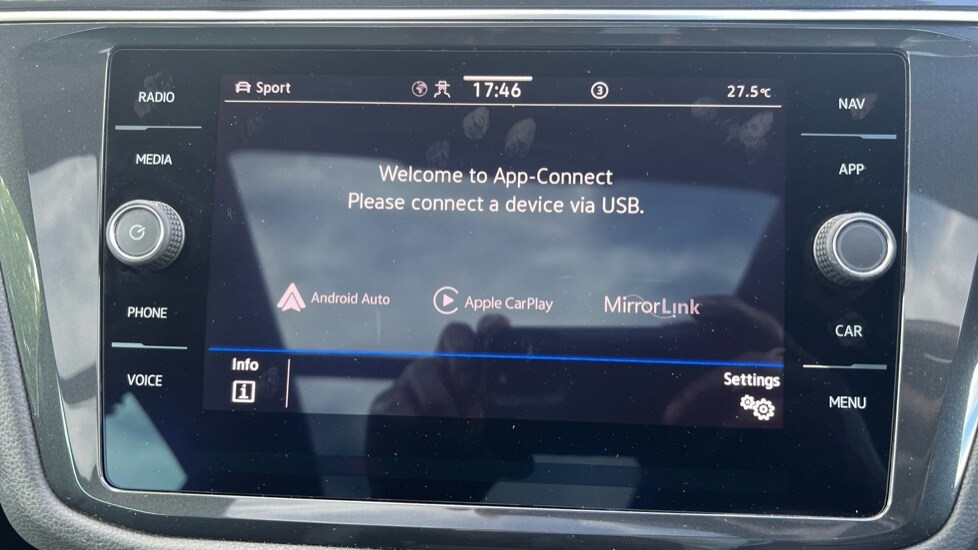 RADIO
MEDIA
PHONE
VOICE
Sport
17:46
3
27.5°C
Welcome to App-Connect
Please connect a device via USB.
Android Auto
Apple CarPlay
MirrorLink
Info
i
Settings
NAV
APP
CAR
MENU